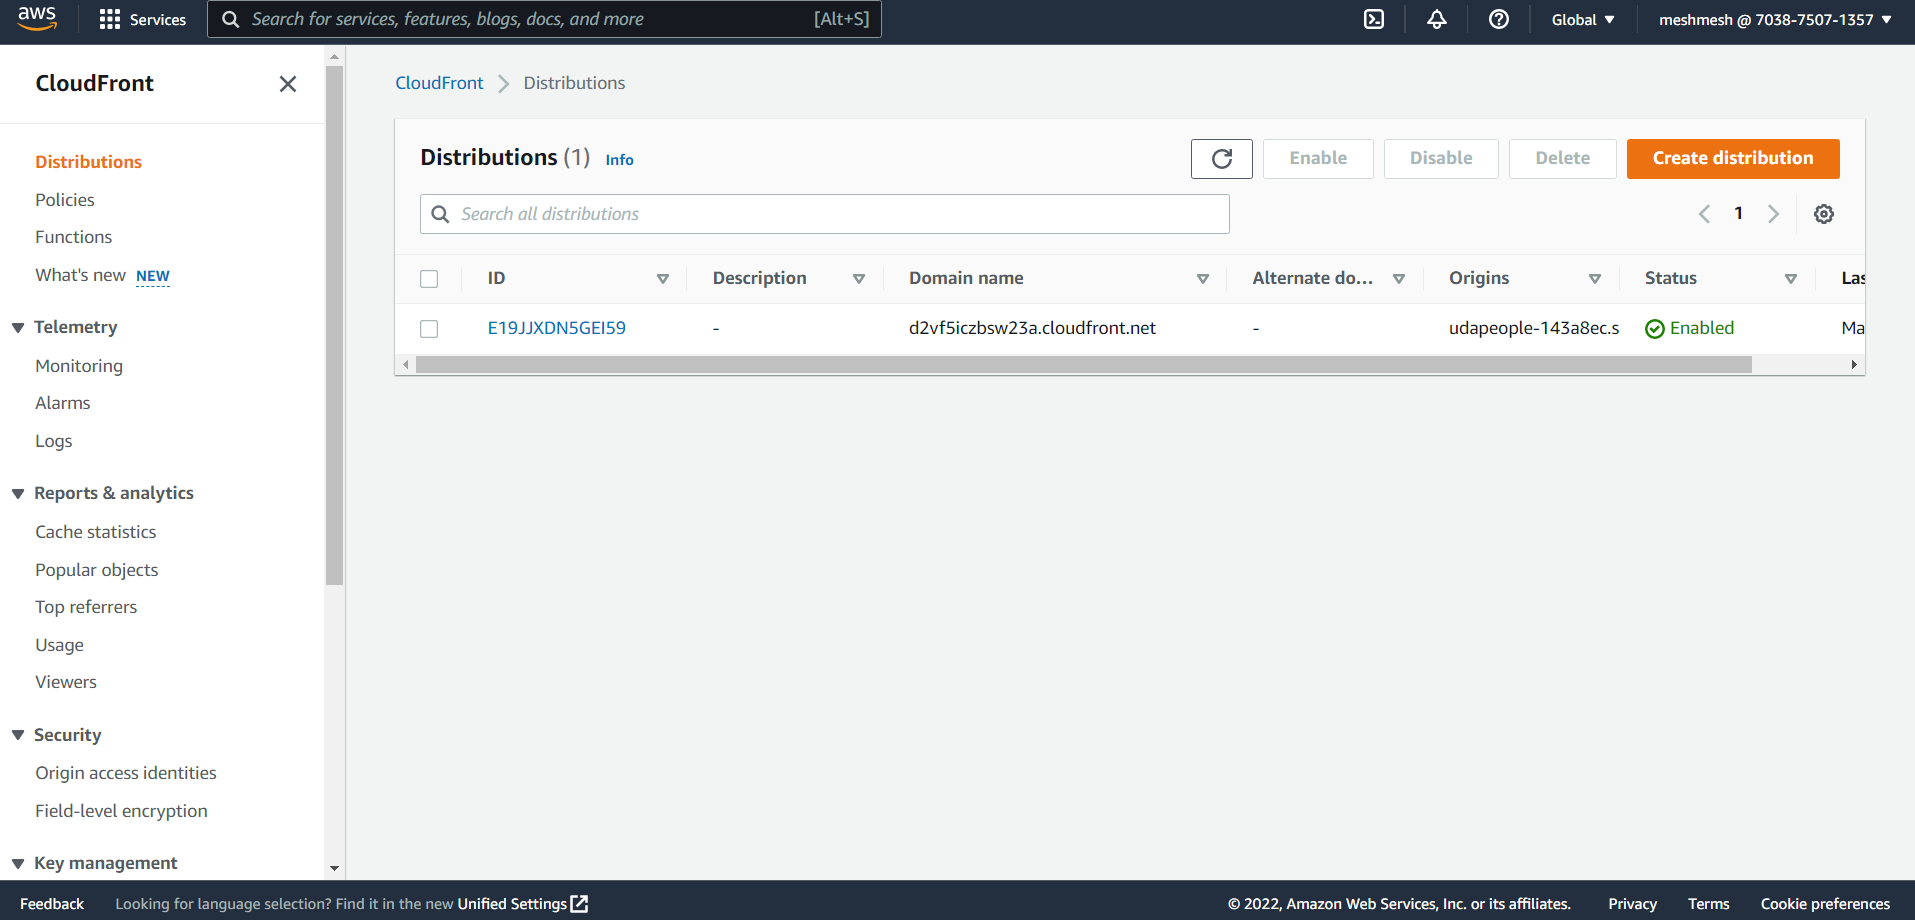 aws
Services
Search for services, features, blogs, docs, and more [Alt+S]
Global
meshmesh @ 7038-7507-1357
CloudFront
Distributions
Policies
Functions
What's new NEW
Telemetry
Monitoring
Alarms
Logs
Reports & analytics
Cache statistics
Popular objects
Top referrers
Usage
Viewers
Security
Origin access identities
Field-level encryption
Key management
CloudFront Distributions
Distributions (1) Info
Enable
Disable
Delete
Create distribution
Search all distributions
1
ID Description Domain name Alternate do... Origins Status Las
E19JJXDN5GEI59 - d2vf5iczbsw23a.cloudfront.net - udapeople-143a8ec.s Enabled Ma
Feedback Looking for language selection? Find it in the new Unified Settings © 2022, Amazon Web Services, Inc. or its affiliates. Privacy Terms Cookie preferences